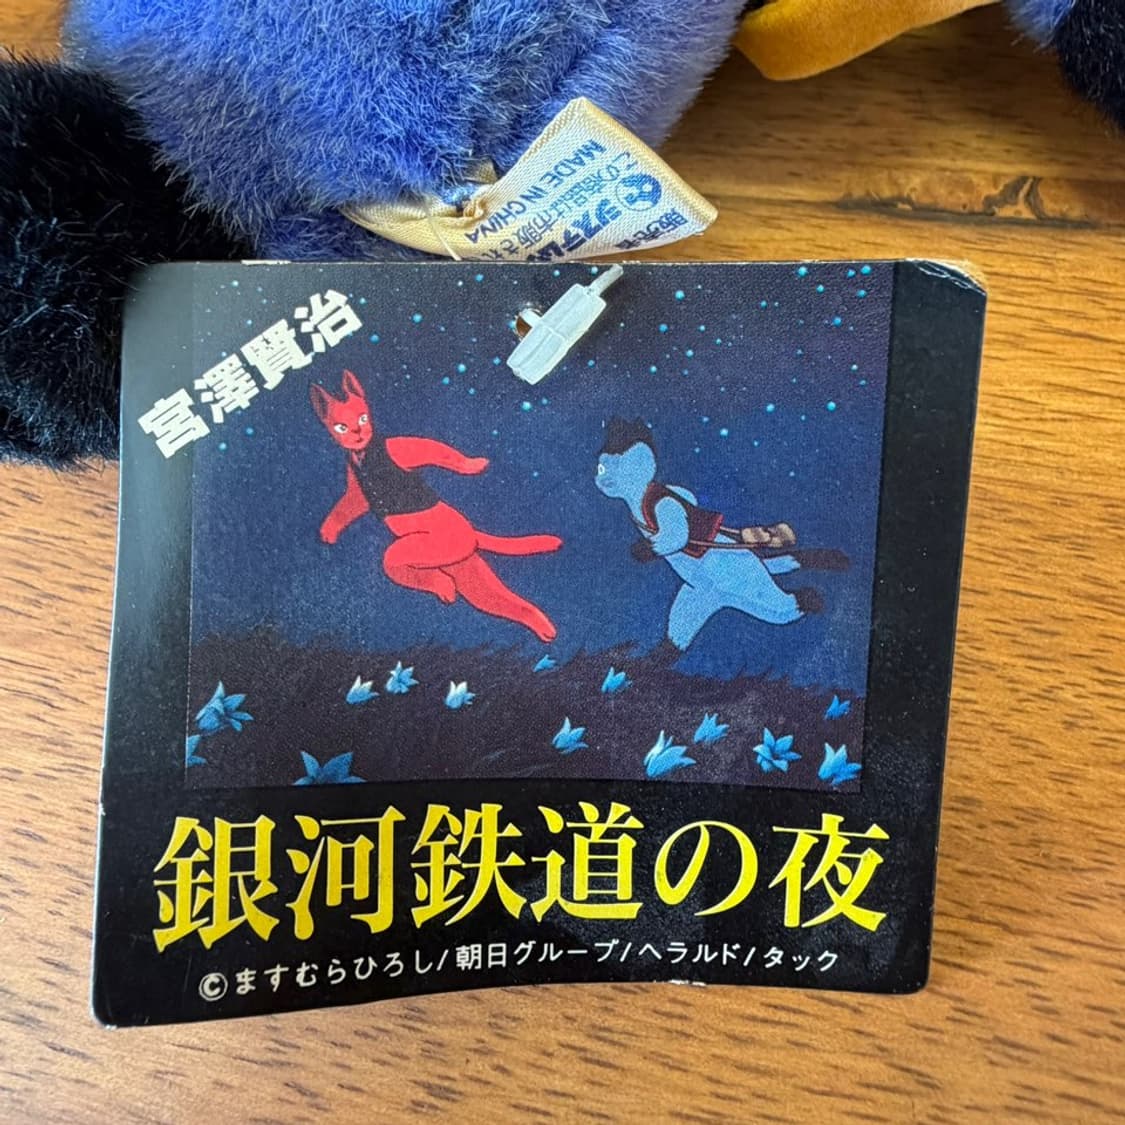 MADE IN CHINA
宮澤賢治
銀河鉄道の夜
©ますむらひろし/朝日グループ/ヘラルド/タック